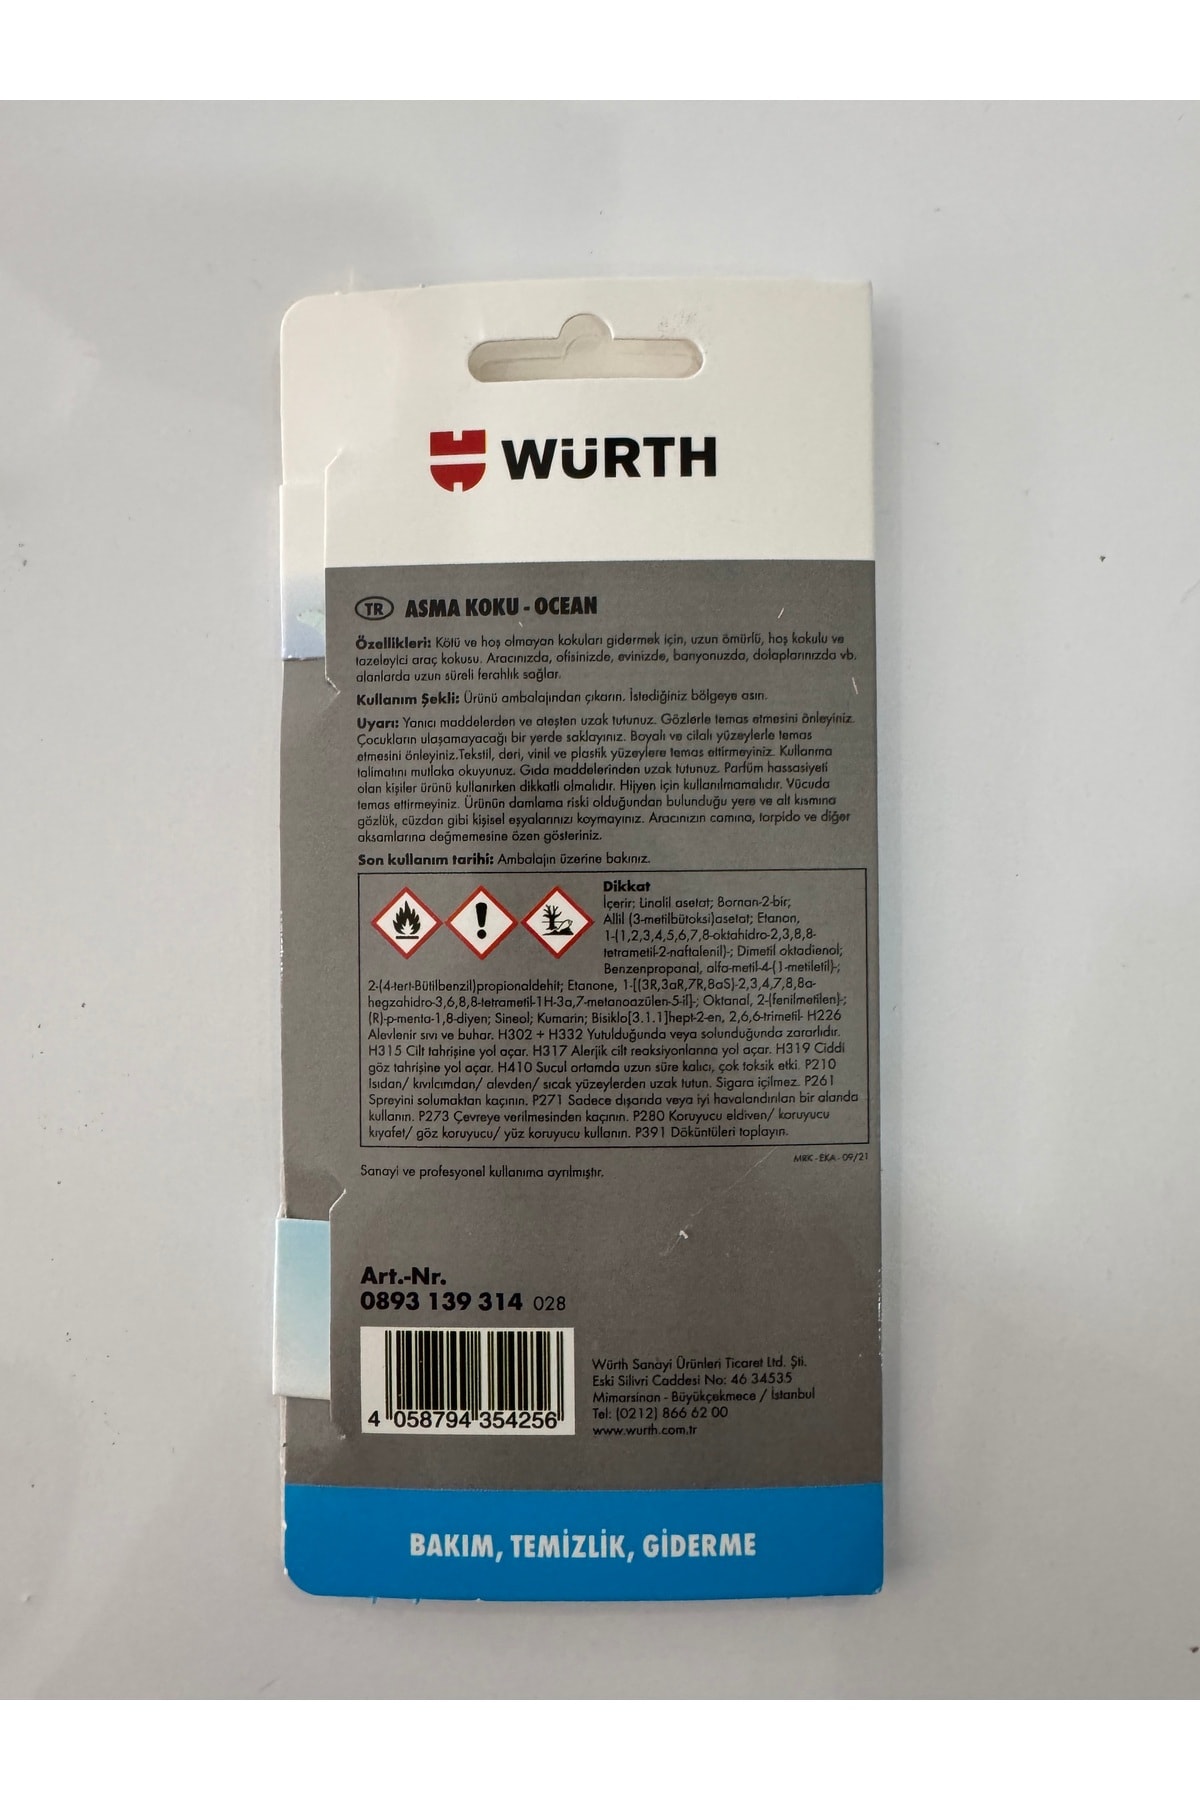 WÜRTH
TR ASMA KOKU - OCEAN
Özellikleri: Kötü ve hoş olmayan kokuları gidermek için, uzun ömürlü, hoş kokulu ve
tazeleyici araç kokusu. Aracınızda, ofisinizde, evinizde, banyonuzda, dolaplarınızda vb.
alanlarda uzun süreli ferahlık sağlar.
Kullanım Şekli: Ürünü ambalajından çıkarın. İstediğiniz bölgeye asın.
Uyarı: Yanıcı maddelerden ve ateşten uzak tutunuz. Gözlerle temas etmesini önleyiniz.
Çocukların ulaşamayacağı bir yerde saklayınız. Boyalı ve cilalı yüzeylerle temas
etmesini önleyiniz.Tekstil, deri, vinil ve plastik yüzeylere temas ettirmeyiniz. Kullanma
talimatını mutlaka okuyunuz. Gıda maddelerinden uzak tutunuz. Parfüm hassasiyeti
olan kişiler ürünü kullanırken dikkatli olmalıdır. Hijyen için kullanılmamalıdır. Vücuda
temas ettirmeyiniz. Ürünün damlama riski olduğundan bulunduğu yere ve alt kısmına
gözlük, cüzdan gibi kişisel eşyalarınızı koymayınız. Aracınızın camına, torpido ve diğer
aksamlarına değmemesine özen gösteriniz.
Son kullanım tarihi: Ambalajın üzerine bakınız.
Dikkat
İçerir; Linalil asetat; Bornan-2-bir;
Allil (3-metilbütoksi)asetat; Etanon,
1-(1,2,3,4,5,6,7,8-oktahidro-2,3,8,8-
tetrametil-2-naftalenil)-; Dimetil oktadienol;
Benzenpropanal, alfa-metil-4-(1-metiletil)-;
2-(4-tert-Bütilbenzil)propionaldehit; Etanone, 1-[(3R,3aR,7R,8aS)-2,3,4,7,8,8a-
hegzahidro-3,6,8,8-tetrametil-1H-3a,7-metanoazülen-5-il]-; Oktanal, 2-(fenilmetilen)-;
(R)-p-menta-1,8-diyen; Sineol; Kumarin; Bisiklo[3.1.1]hept-2-en, 2,6,6-trimetil- H226
Alevlenir sıvı ve buhar. H302 + H332 Yutulduğunda veya solunduğunda zararlıdır.
H315 Cilt tahrişine yol açar. H317 Alerjik cilt reaksiyonlarına yol açar. H319 Ciddi
göz tahrişine yol açar. H410 Sucul ortamda uzun süre kalıcı, çok toksik etki. P210
Isıdan/ kıvılcımdan/ alevden/ sıcak yüzeylerden uzak tutun. Sigara içilmez. P261
Spreyini solumaktan kaçının. P271 Sadece dışarıda veya iyi havalandırılan bir alanda
kullanın. P273 Çevreye verilmesinden kaçının. P280 Koruyucu eldiven/ koruyucu
kıyafet/ göz koruyucu/ yüz koruyucu kullanın. P391 Döküntüleri toplayın.
MRK - EKA - 09/21
Sanayi ve profesyonel kullanıma ayrılmıştır.
Art.-Nr.
0893 139 314 028
4 058794 354256
Würth Sanayi Ürünleri Ticaret Ltd. Şti.
Eski Silivri Caddesi No: 46 34535
Mimarsinan - Büyükçekmece / İstanbul
Tel: (0212) 866 62 00
www.wurth.com.tr
BAKIM, TEMİZLİK, GİDERME